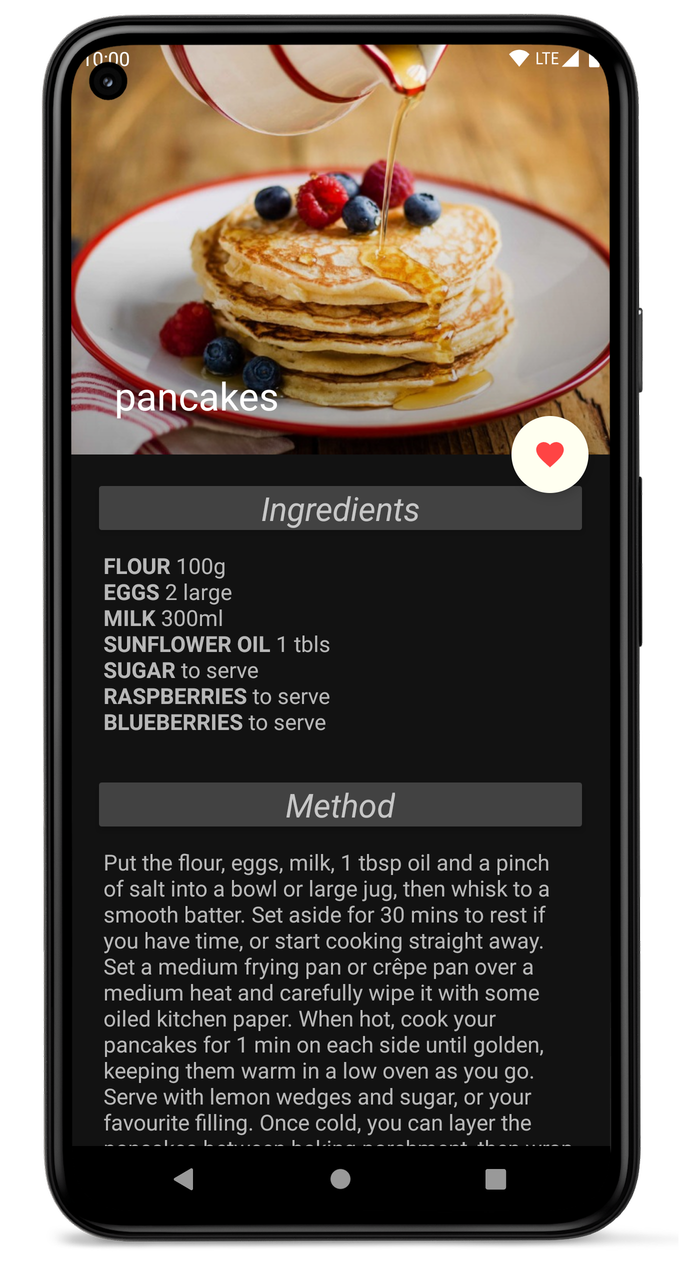 10:00 LTE
pancakes
Ingredients
FLOUR 100g
EGGS 2 large
MILK 300ml
SUNFLOWER OIL 1 tbls
SUGAR to serve
RASPBERRIES to serve
BLUEBERRIES to serve
Method
Put the flour, eggs, milk, 1 tbsp oil and a pinch
of salt into a bowl or large jug, then whisk to a
smooth batter. Set aside for 30 mins to rest if
you have time, or start cooking straight away.
Set a medium frying pan or crêpe pan over a
medium heat and carefully wipe it with some
oiled kitchen paper. When hot, cook your
pancakes for 1 min on each side until golden,
keeping them warm in a low oven as you go.
Serve with lemon wedges and sugar, or your
favourite filling. Once cold, you can layer the
pancakes between baking parchment, then wrap